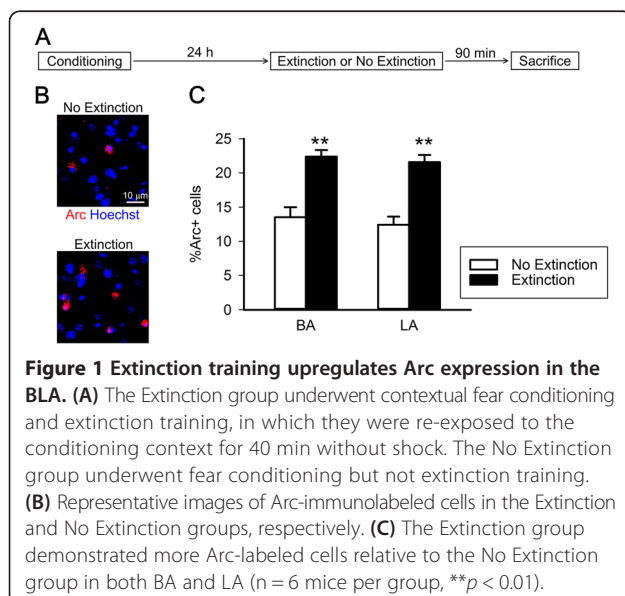 A
Conditioning 24 h Extinction or No Extinction 90 min Sacrifice
B
No Extinction
10 µm
Arc Hoechst
Extinction
C
25
20
15
10
5
0
%Arc+ cells
** **
BA LA
No Extinction
Extinction
Figure 1 Extinction training upregulates Arc expression in the
BLA. (A) The Extinction group underwent contextual fear conditioning
and extinction training, in which they were re-exposed to the
conditioning context for 40 min without shock. The No Extinction
group underwent fear conditioning but not extinction training.
(B) Representative images of Arc-immunolabeled cells in the Extinction
and No Extinction groups, respectively. (C) The Extinction group
demonstrated more Arc-labeled cells relative to the No Extinction
group in both BA and LA (n = 6 mice per group, **p < 0.01).